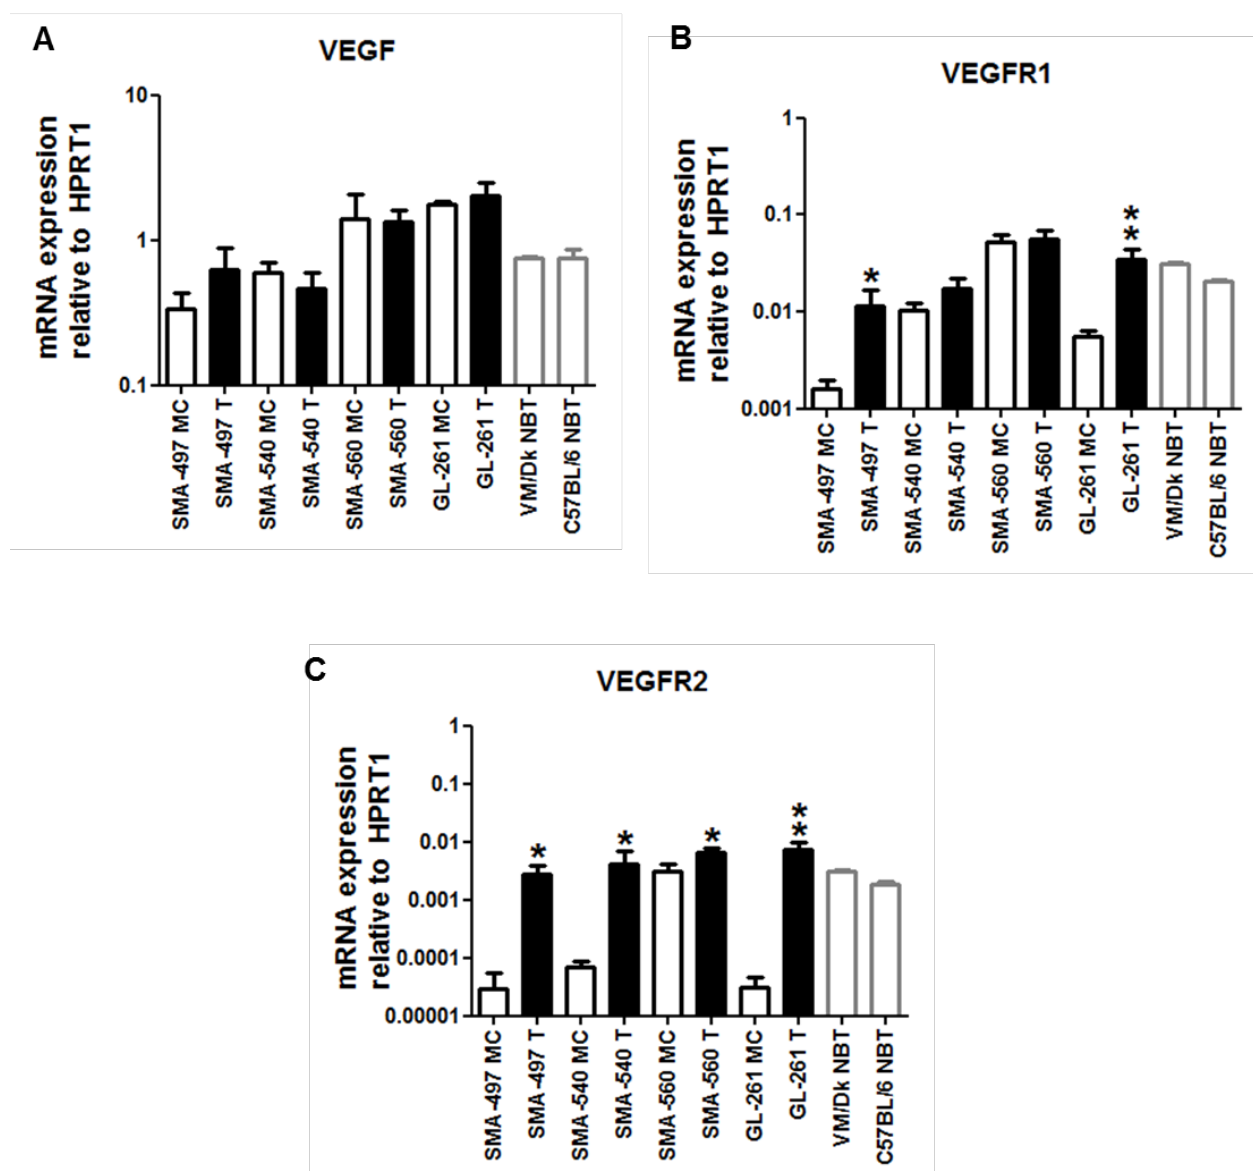 A
VEGF
mRNA expression
relative to HPRT1
10
1
0.1
SMA-497 MC
SMA-497 T
SMA-540 MC
SMA-540 T
SMA-560 MC
SMA-560 T
GL-261 MC
GL-261 T
VM/Dk NBT
C57BL/6 NBT
B
VEGFR1
mRNA expression
relative to HPRT1
1
0.1
0.01
0.001
*
**
SMA-497 MC
SMA-497 T
SMA-540 MC
SMA-540 T
SMA-560 MC
SMA-560 T
GL-261 MC
GL-261 T
VM/Dk NBT
C57BL/6 NBT
C
VEGFR2
mRNA expression
relative to HPRT1
1
0.1
0.01
0.001
0.0001
0.00001
*
*
*
**
SMA-497 MC
SMA-497 T
SMA-540 MC
SMA-540 T
SMA-560 MC
SMA-560 T
GL-261 MC
GL-261 T
VM/Dk NBT
C57BL/6 NBT